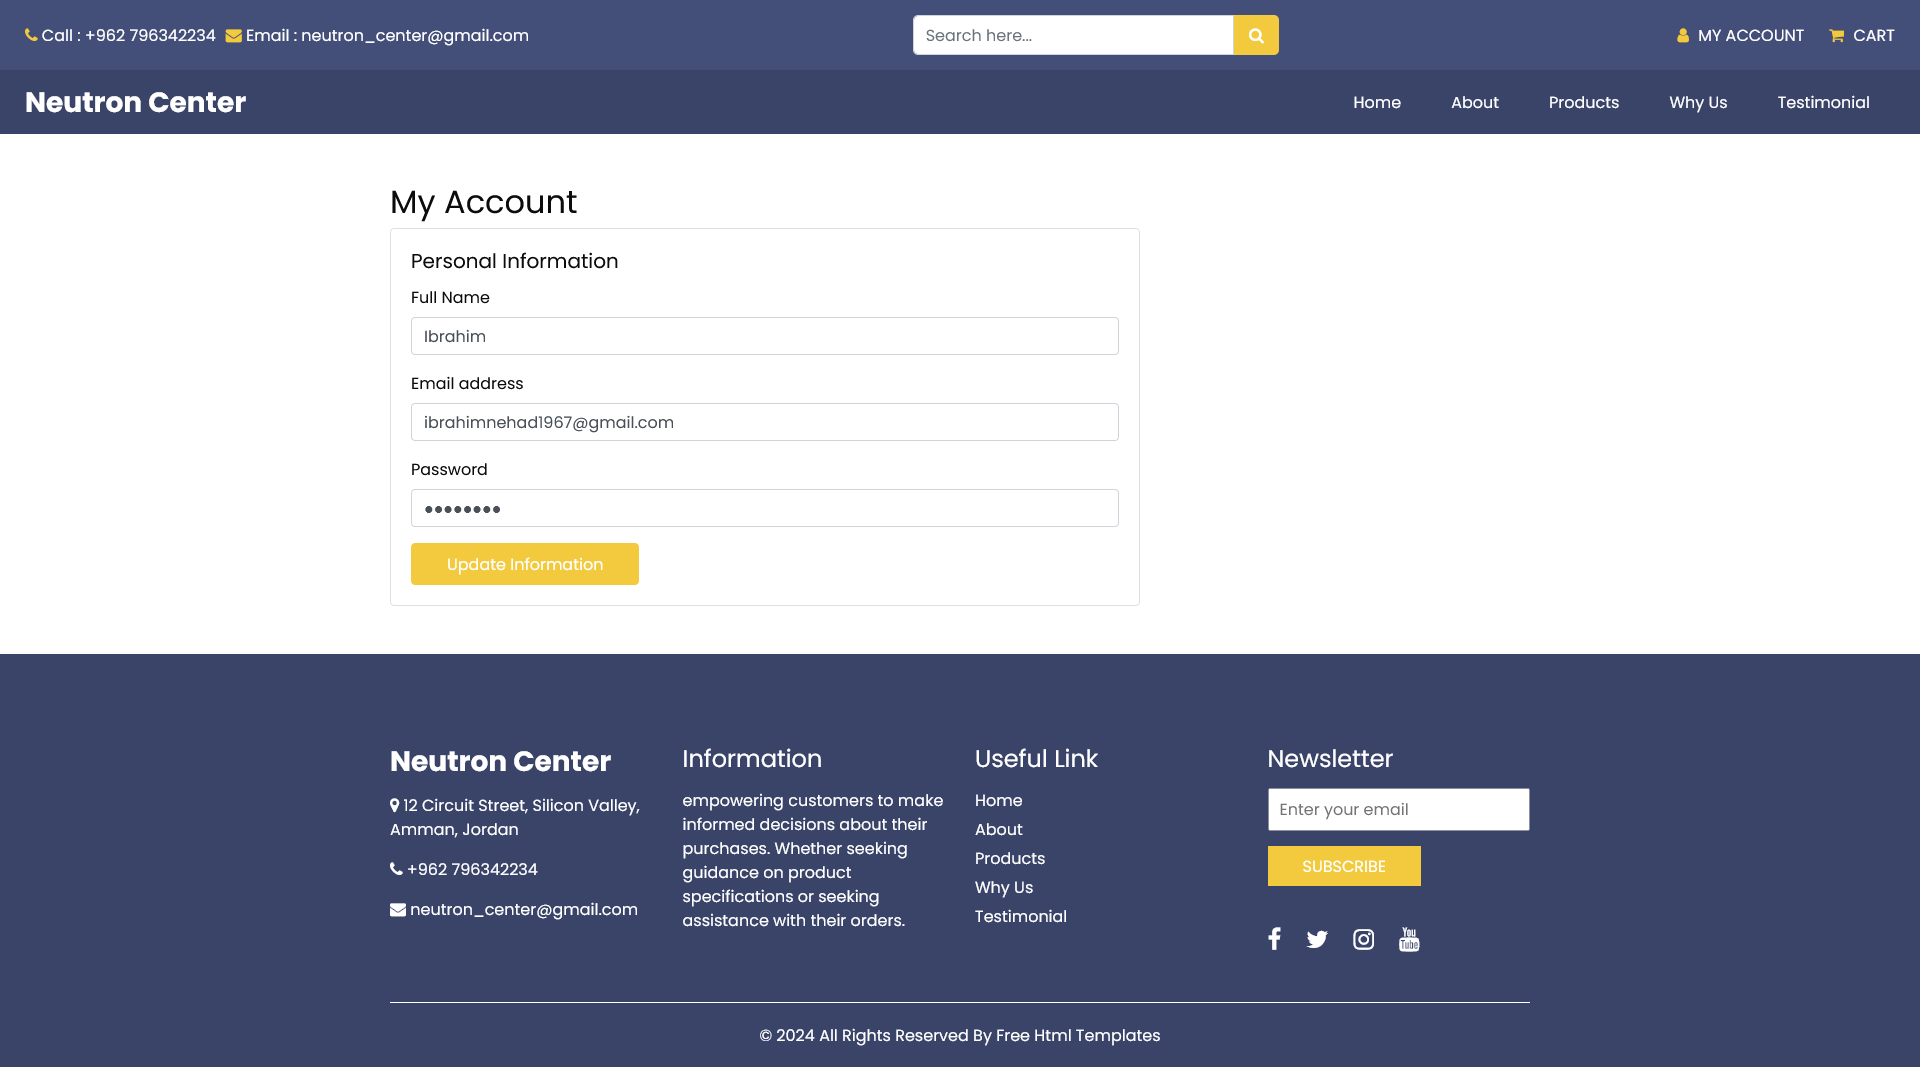 Call : +962 796342234 Email : neutron_center@gmail.com
Search here...
MY ACCOUNT CART
Neutron Center
Home About Products Why Us Testimonial
My Account
Personal Information
Full Name
Ibrahim
Email address
ibrahimnehad1967@gmail.com
Password
••••••••
Update Information
Neutron Center
12 Circuit Street, Silicon Valley,
Amman, Jordan
+962 796342234
neutron_center@gmail.com
Information
empowering customers to make
informed decisions about their
purchases. Whether seeking
guidance on product
specifications or seeking
assistance with their orders.
Useful Link
Home
About
Products
Why Us
Testimonial
Newsletter
Enter your email
SUBSCRIBE
You
Tube
© 2024 All Rights Reserved By Free Html Templates